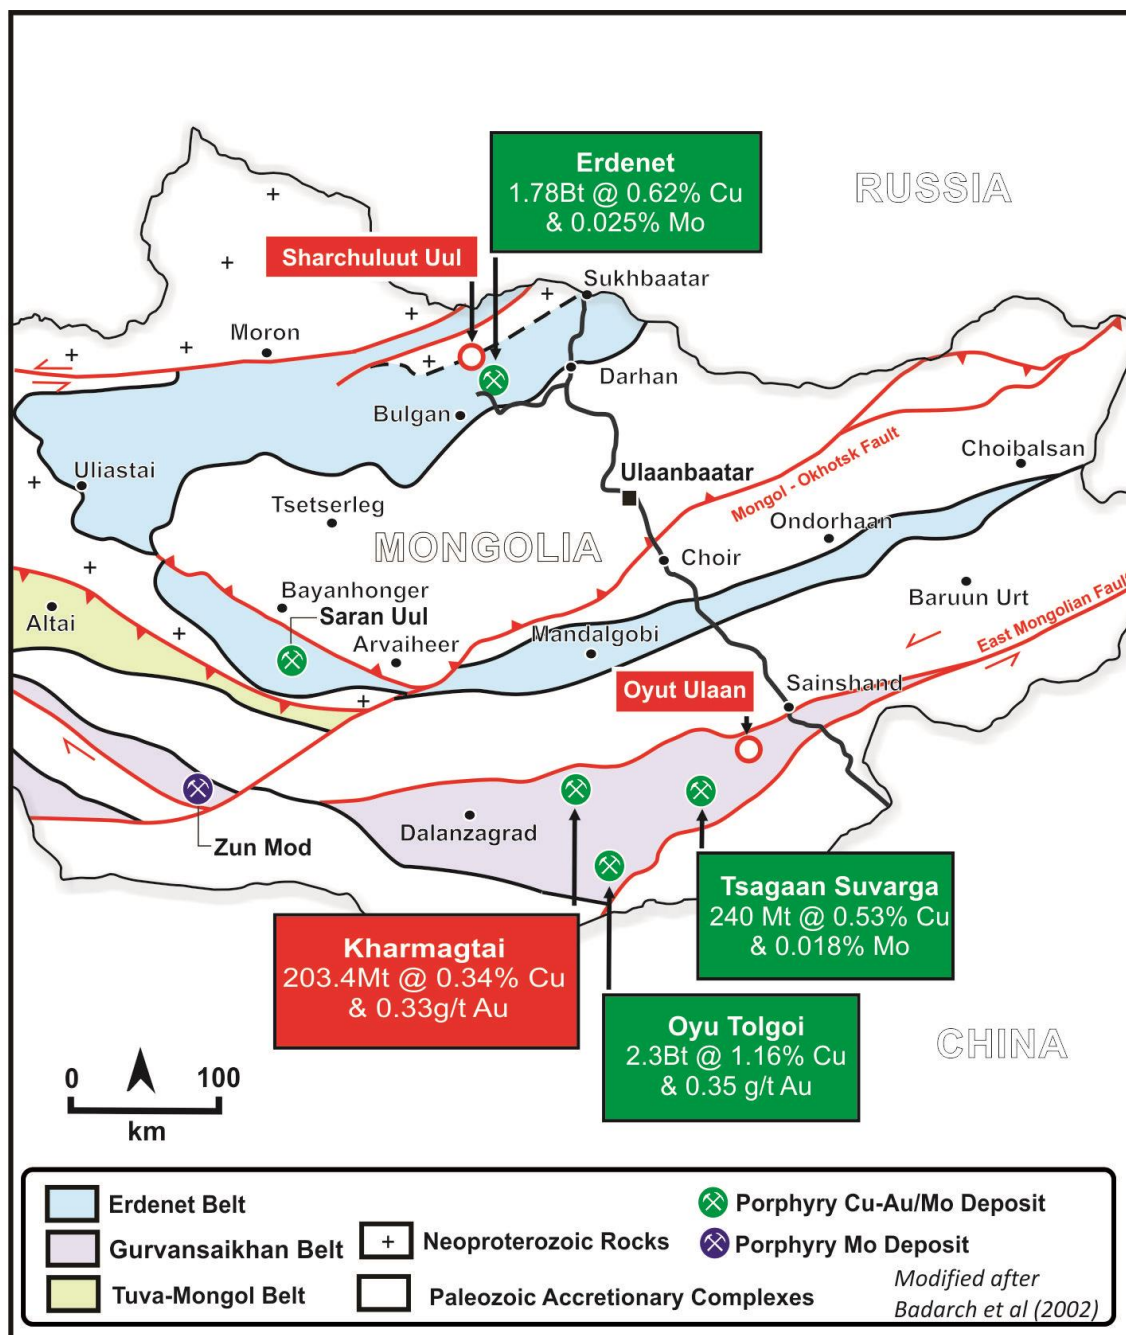 Erdenet
1.78Bt @ 0.62% Cu
& 0.025% Mo
RUSSIA
Sharchuluut Uul
Sukhbaatar
Moron
Darhan
Bulgan
Mongol - Okhotsk Fault
Choibalsan
Uliastai
Ulaanbaatar
Tsetserleg
Ondorhaan
MONGOLIA
Choir
Bayanhonger
Baruun Urt
Altai
Saran Uul
Arvaiheer
Mandalgobi
East Mongolian Fault
Oyut Ulaan
Sainshand
Dalanzagrad
Zun Mod
Tsagaan Suvarga
240 Mt @ 0.53% Cu
& 0.018% Mo
Kharmagtai
203.4Mt @ 0.34% Cu
& 0.33g/t Au
Oyu Tolgoi
2.3Bt @ 1.16% Cu
& 0.35 g/t Au
CHINA
0 100
km
Erdenet Belt
Gurvansaikhan Belt
Tuva-Mongol Belt
Neoproterozoic Rocks
Paleozoic Accretionary Complexes
Porphyry Cu-Au/Mo Deposit
Porphyry Mo Deposit
Modified after
Badarch et al (2002)